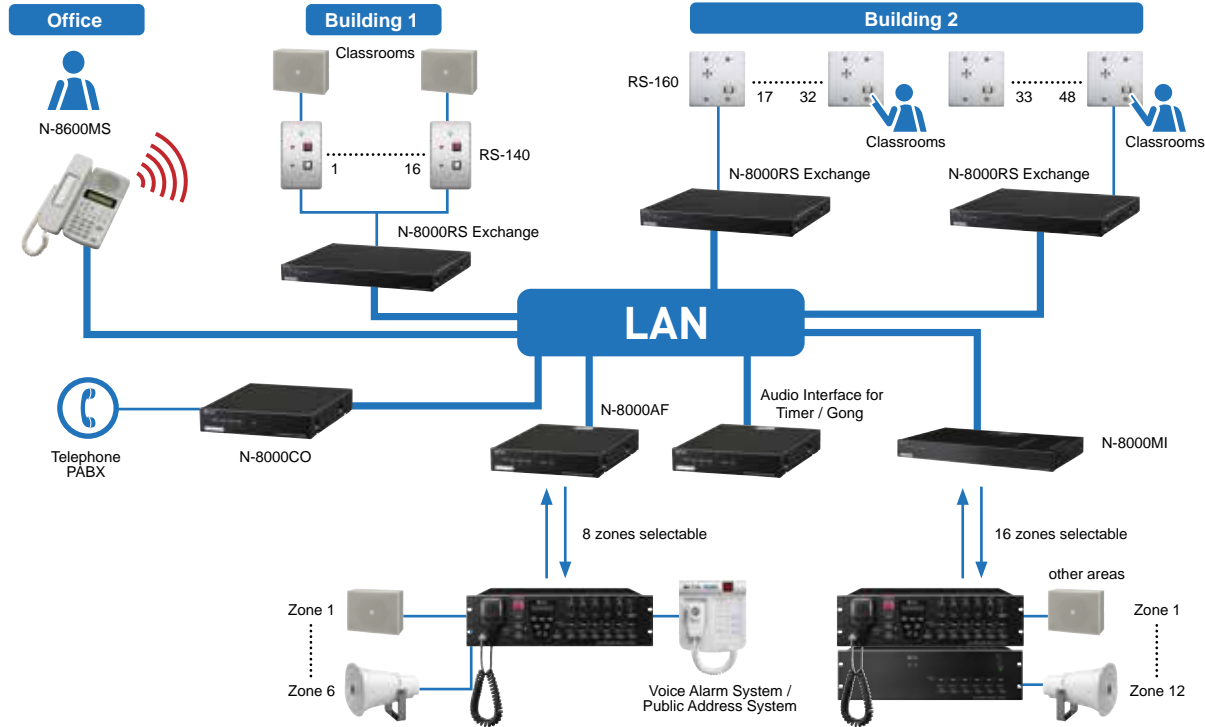 Office
Building 1
Building 2
Classrooms
N-8600MS
RS-140
1
16
N-8000RS Exchange
RS-160
17
32
33
48
Classrooms
Classrooms
N-8000RS Exchange
N-8000RS Exchange
LAN
Telephone
PABX
N-8000CO
N-8000AF
Audio Interface for
Timer / Gong
N-8000MI
8 zones selectable
16 zones selectable
Zone 1
Zone 6
Voice Alarm System /
Public Address System
other areas
Zone 1
Zone 12